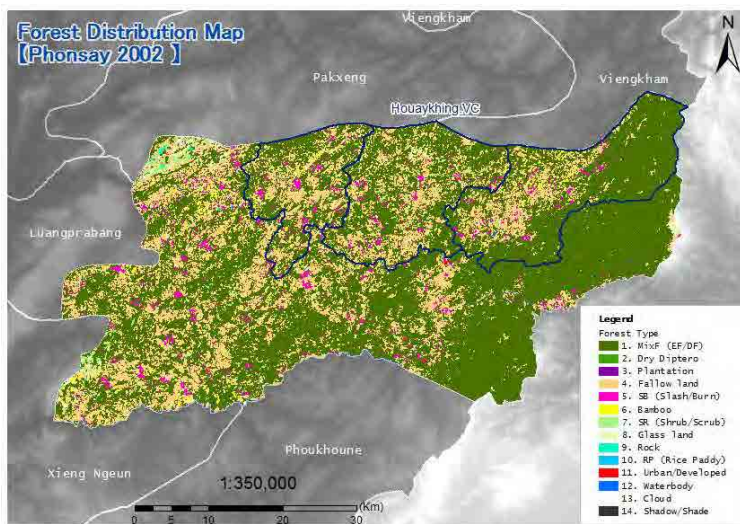 Forest Distribution Map
【Phonsay 2002 】
Viengkham
N
Pakxeng
Viengkham
Houaykhing VC
Luangprabang
Legend
Forest Type
1. MixF (EF/DF)
2. Dry Diptero
3. Plantation
4. Fallow land
5. SB (Slash/Burn)
6. Bamboo
7. SR (Shrub/Scrub)
8. Glass land
9. Rock
10. RP (Rice Paddy)
11. Urban/Developed
12. Waterbody
13. Cloud
14. Shadow/Shade
Phoukhoune
Xieng Ngeun
1:350,000
(Km)
0 10 20 30